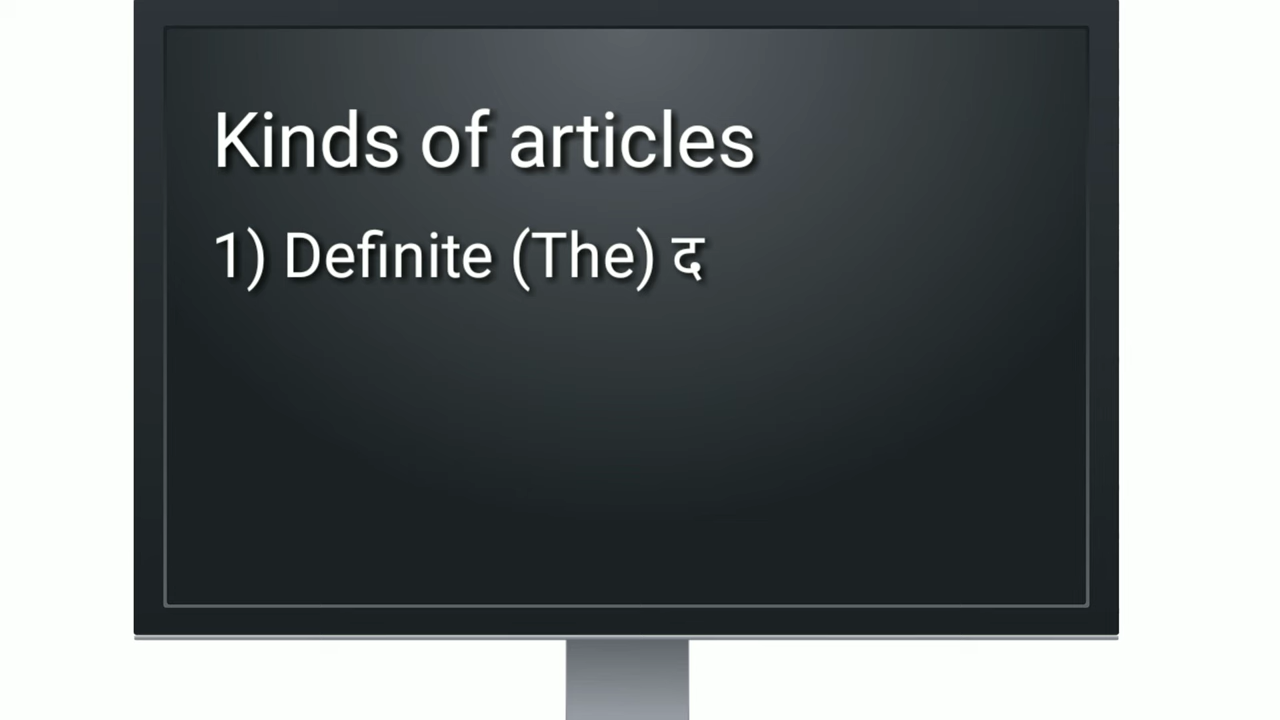 Kinds of articles
1) Definite (The) द